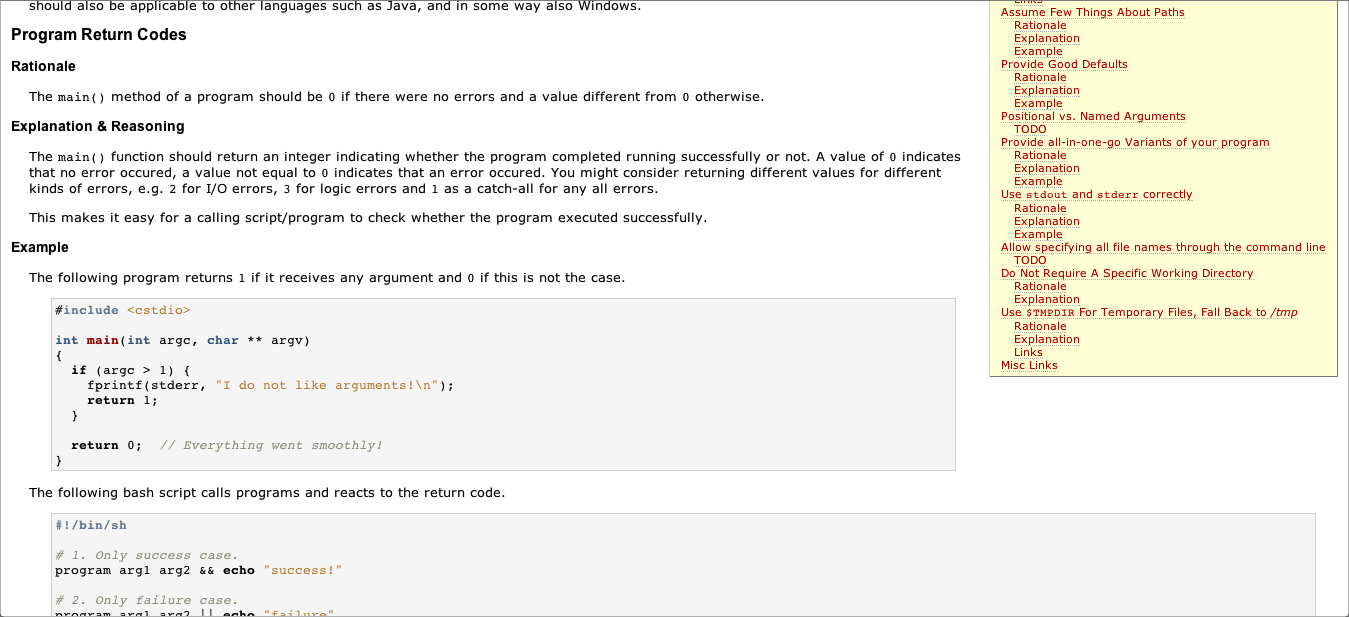 should also be applicable to other languages such as Java, and in some way also Windows.
Program Return Codes
Rationale
The main() method of a program should be 0 if there were no errors and a value different from 0 otherwise.
Explanation & Reasoning
The main() function should return an integer indicating whether the program completed running successfully or not. A value of 0 indicates
that no error occured, a value not equal to 0 indicates that an error occured. You might consider returning different values for different
kinds of errors, e.g. 2 for I/O errors, 3 for logic errors and 1 as a catch-all for any all errors.
This makes it easy for a calling script/program to check whether the program executed successfully.
Example
The following program returns 1 if it receives any argument and 0 if this is not the case.
#include <cstdio>
int main(int argc, char ** argv)
{
if (argc > 1) {
fprintf(stderr, "I do not like arguments!\n");
return 1;
}
return 0; // Everything went smoothly!
}
The following bash script calls programs and reacts to the return code.
#!/bin/sh
# 1. Only success case.
program arg1 arg2 && echo "success!"
# 2. Only failure case.
program arg1 arg2 || echo "failure"
Links
Assume Few Things About Paths
Rationale
Explanation
Example
Provide Good Defaults
Rationale
Explanation
Example
Positional vs. Named Arguments
TODO
Provide all-in-one-go Variants of your program
Rationale
Explanation
Example
Use stdout and stderr correctly
Rationale
Explanation
Example
Allow specifying all file names through the command line
TODO
Do Not Require A Specific Working Directory
Rationale
Explanation
Use $TMPDIR For Temporary Files, Fall Back to /tmp
Rationale
Explanation
Links
Misc Links